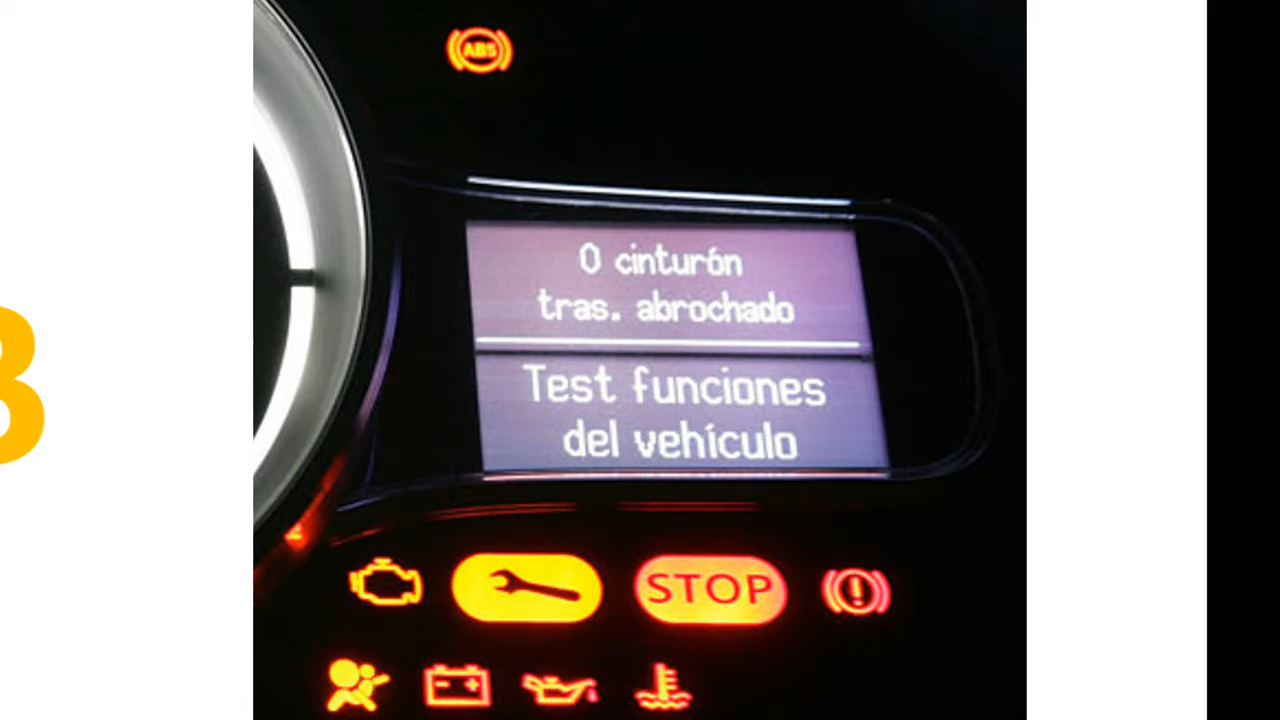 ABS
0 cinturón
tras. abrochado
Test funciones
del vehículo
STOP